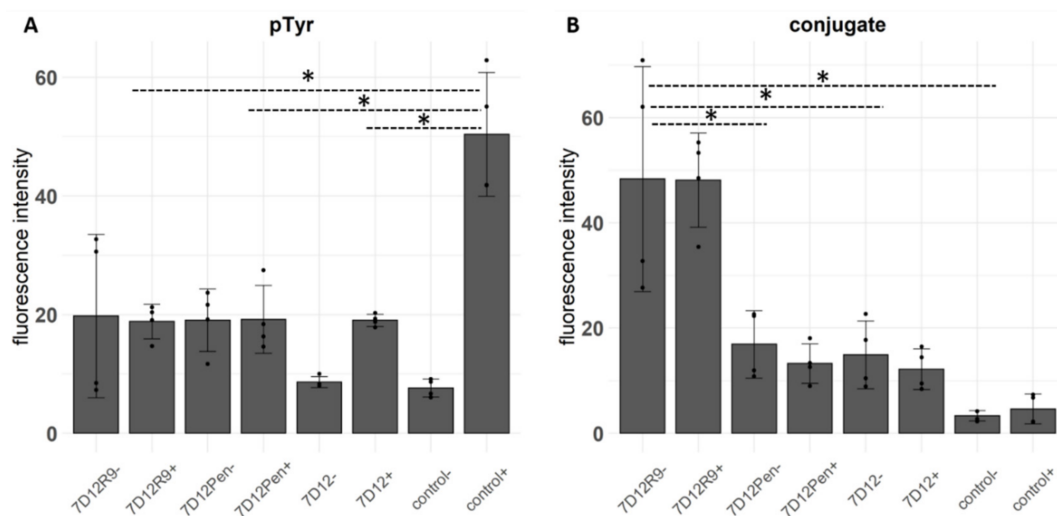 A
pTyr
fluorescence intensity
60
40
20
0
*
*
*
7D12R9-
7D12R9+
7D12Pen-
7D12Pen+
7D12-
7D12+
control-
control+
B
conjugate
fluorescence intensity
60
40
20
0
*
*
*
7D12R9-
7D12R9+
7D12Pen-
7D12Pen+
7D12-
7D12+
control-
control+